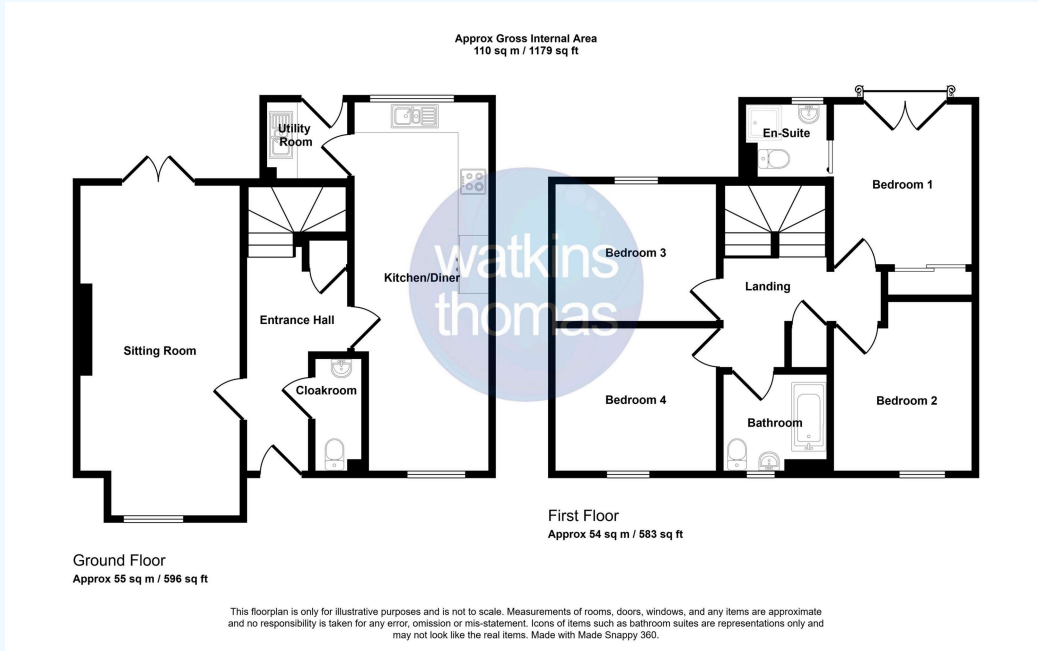 Approx Gross Internal Area
110 sq m / 1179 sq ft
Utility
Room
Kitchen/Diner
Entrance Hall
Sitting Room
Cloakroom
En-Suite
Bedroom 1
Bedroom 3
Landing
Bedroom 4
Bedroom 2
Bathroom
watkins
thomas
Ground Floor
Approx 55 sq m / 596 sq ft
First Floor
Approx 54 sq m / 583 sq ft
This floorplan is only for illustrative purposes and is not to scale. Measurements of rooms, doors, windows, and any items are approximate
and no responsibility is taken for any error, omission or mis-statement. Icons of items such as bathroom suites are representations only and
may not look like the real items. Made with Made Snappy 360.